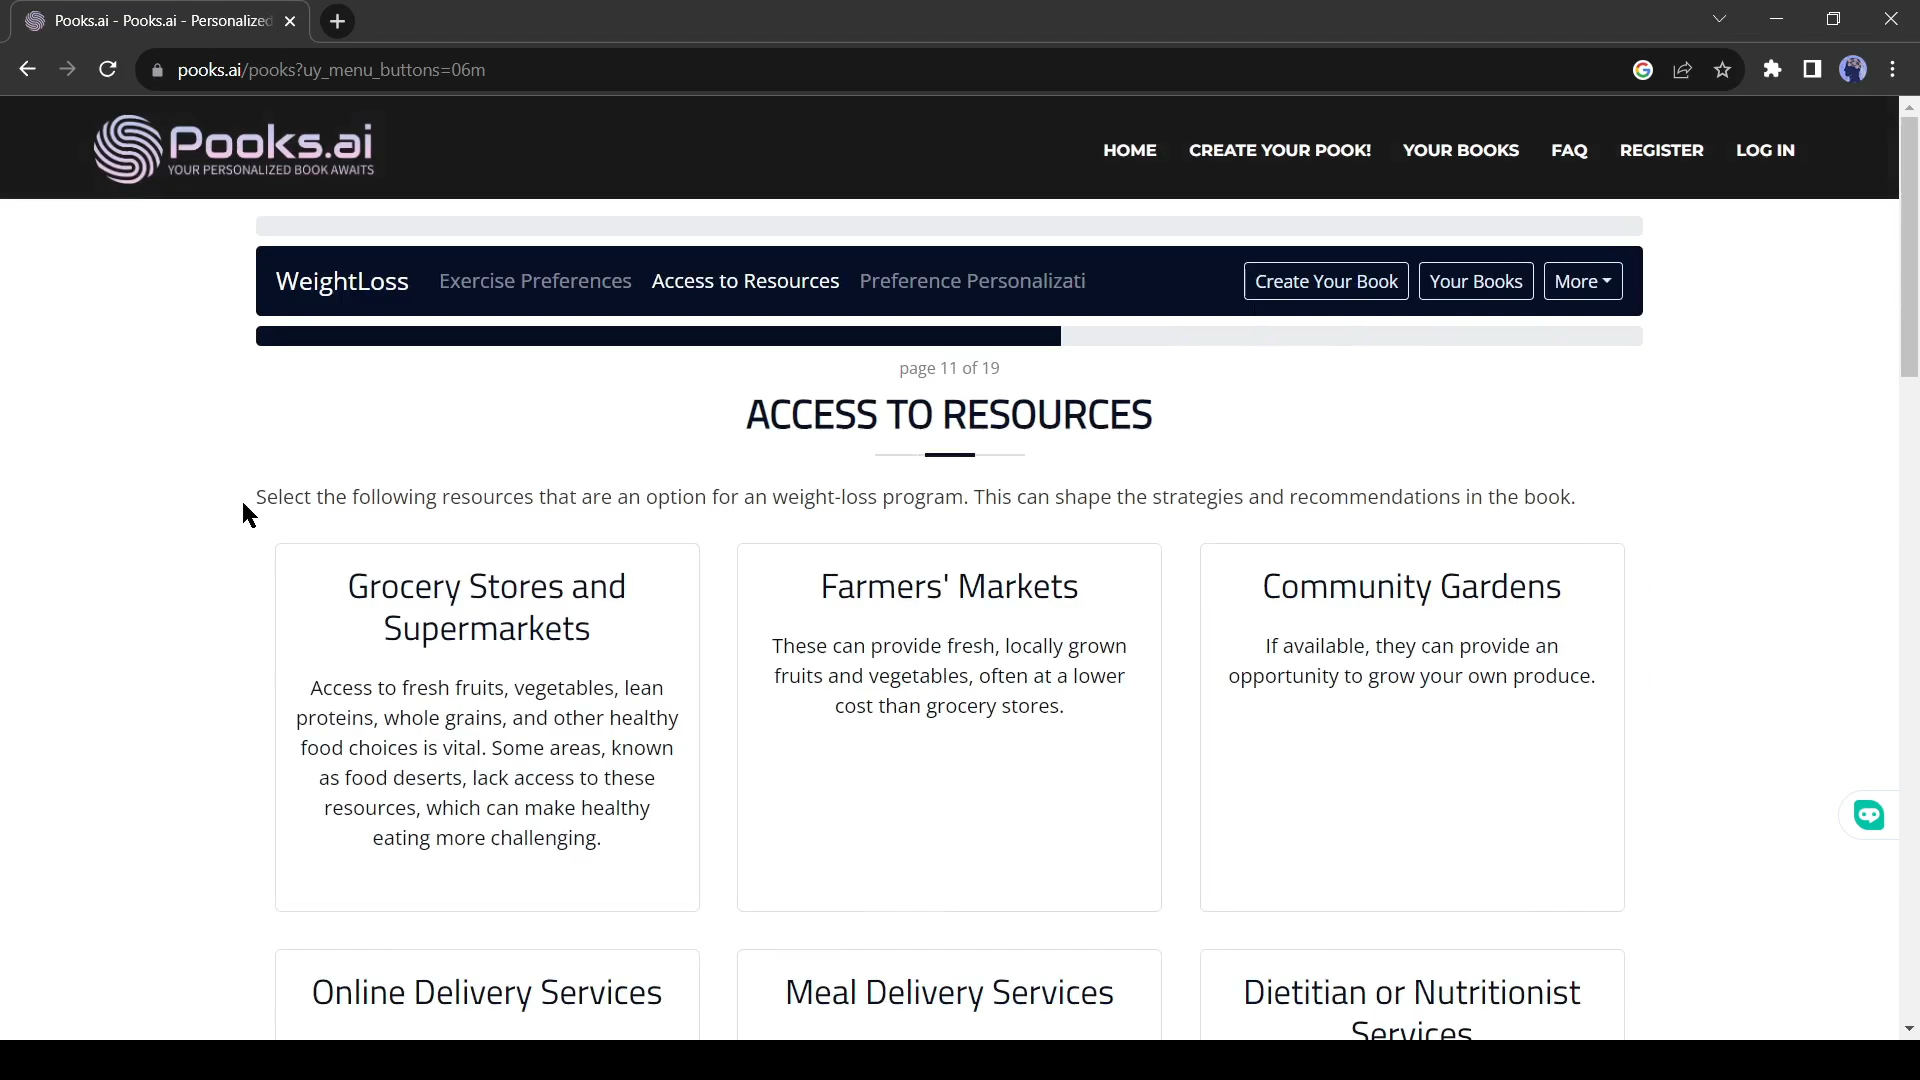 Pooks.ai - Pooks.ai - Personalized
pooks.ai/pooks?uy_menu_buttons=06m
Pooks.ai
YOUR PERSONALIZED BOOK AWAITS
HOME CREATE YOUR POOK! YOUR BOOKS FAQ REGISTER LOG IN
WeightLoss Exercise Preferences Access to Resources Preference Personalizati Create Your Book Your Books More
page 11 of 19
ACCESS TO RESOURCES
Select the following resources that are an option for an weight-loss program. This can shape the strategies and recommendations in the book.
Grocery Stores and
Supermarkets
Access to fresh fruits, vegetables, lean
proteins, whole grains, and other healthy
food choices is vital. Some areas, known
as food deserts, lack access to these
resources, which can make healthy
eating more challenging.
Farmers' Markets
These can provide fresh, locally grown
fruits and vegetables, often at a lower
cost than grocery stores.
Community Gardens
If available, they can provide an
opportunity to grow your own produce.
Online Delivery Services
Meal Delivery Services
Dietitian or Nutritionist
Services